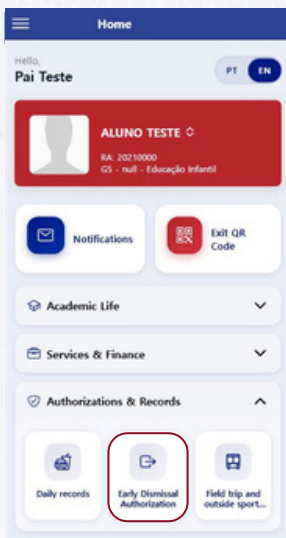 Home
Hello,
Pai Teste
PT EN
ALUNO TESTE
RA: 20210000
G5 - null - Educação Infantil
Notifications
Exit QR
Code
Academic Life
Services & Finance
Authorizations & Records
Daily records
Early Dismissal
Authorization
Field trip and
outside sport...